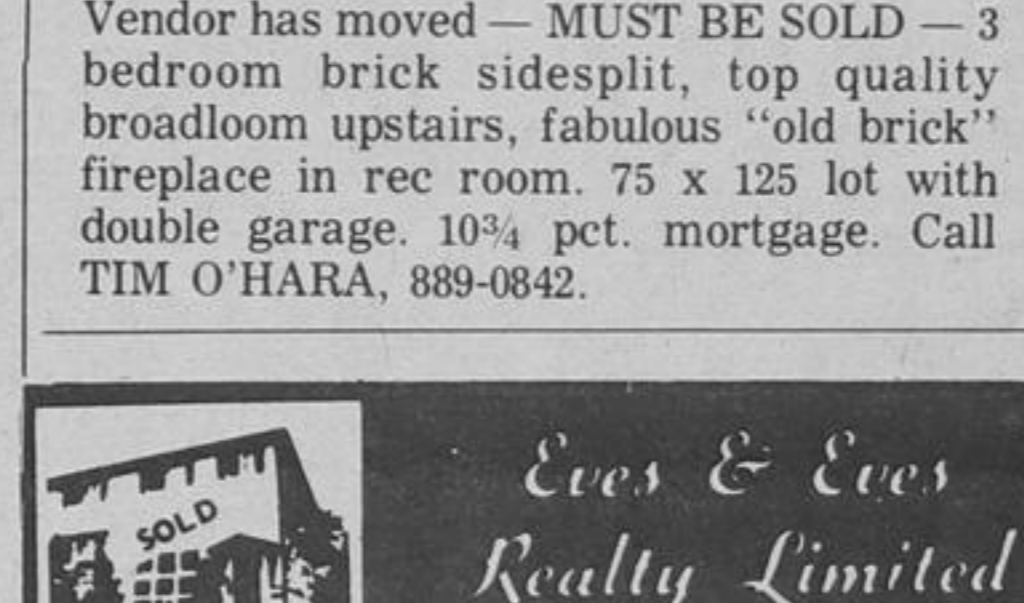 Vendor has moved — MUST BE SOLD — 3
bedroom brick sidesplit, top quality
broadloom upstairs, fabulous “old brick”
fireplace in rec room. 75 x 125 lot with
double garage. 10¾ pct. mortgage. Call
TIM O'HARA, 889-0842.
SOLD
Eves & Eves
Realty Limited